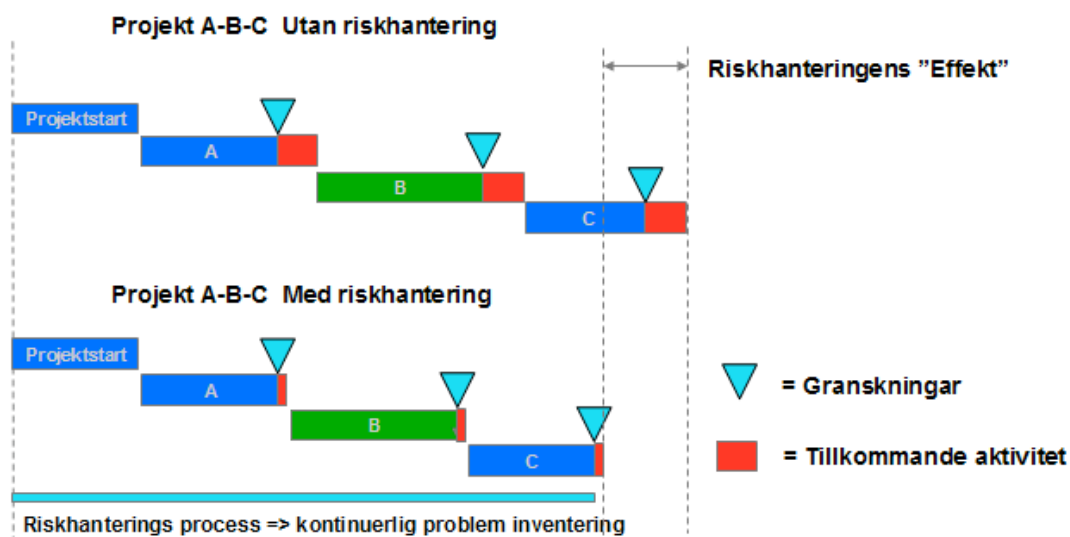 Projekt A-B-C Utan riskhantering
Riskhanteringens ”Effekt”
Projektstart
A
B
C
Projekt A-B-C Med riskhantering
Projektstart
A
B
C
= Granskningar
= Tillkommande aktivitet
Riskhanterings process => kontinuerlig problem inventering